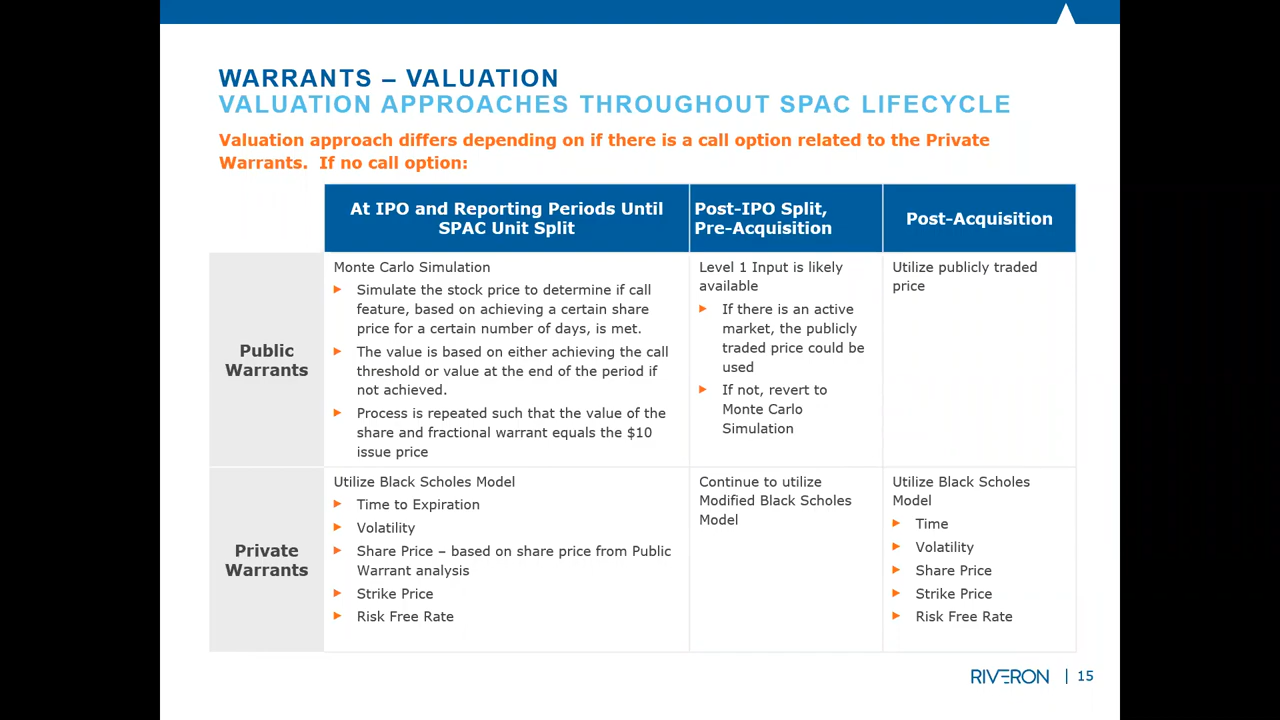 WARRANTS – VALUATION
VALUATION APPROACHES THROUGHOUT SPAC LIFECYCLE
Valuation approach differs depending on if there is a call option related to the Private
Warrants.  If no call option:
At IPO and Reporting Periods Until
SPAC Unit Split
Post-IPO Split,
Pre-Acquisition
Post-Acquisition
Public
Warrants
Monte Carlo Simulation
Simulate the stock price to determine if call
feature, based on achieving a certain share
price for a certain number of days, is met.
The value is based on either achieving the call
threshold or value at the end of the period if
not achieved.
Process is repeated such that the value of the
share and fractional warrant equals the $10
issue price
Level 1 Input is likely
available
If there is an active
market, the publicly
traded price could be
used
If not, revert to
Monte Carlo
Simulation
Utilize publicly traded
price
Private
Warrants
Utilize Black Scholes Model
Time to Expiration
Volatility
Share Price – based on share price from Public
Warrant analysis
Strike Price
Risk Free Rate
Continue to utilize
Modified Black Scholes
Model
Utilize Black Scholes
Model
Time
Volatility
Share Price
Strike Price
Risk Free Rate
RIVERON | 15